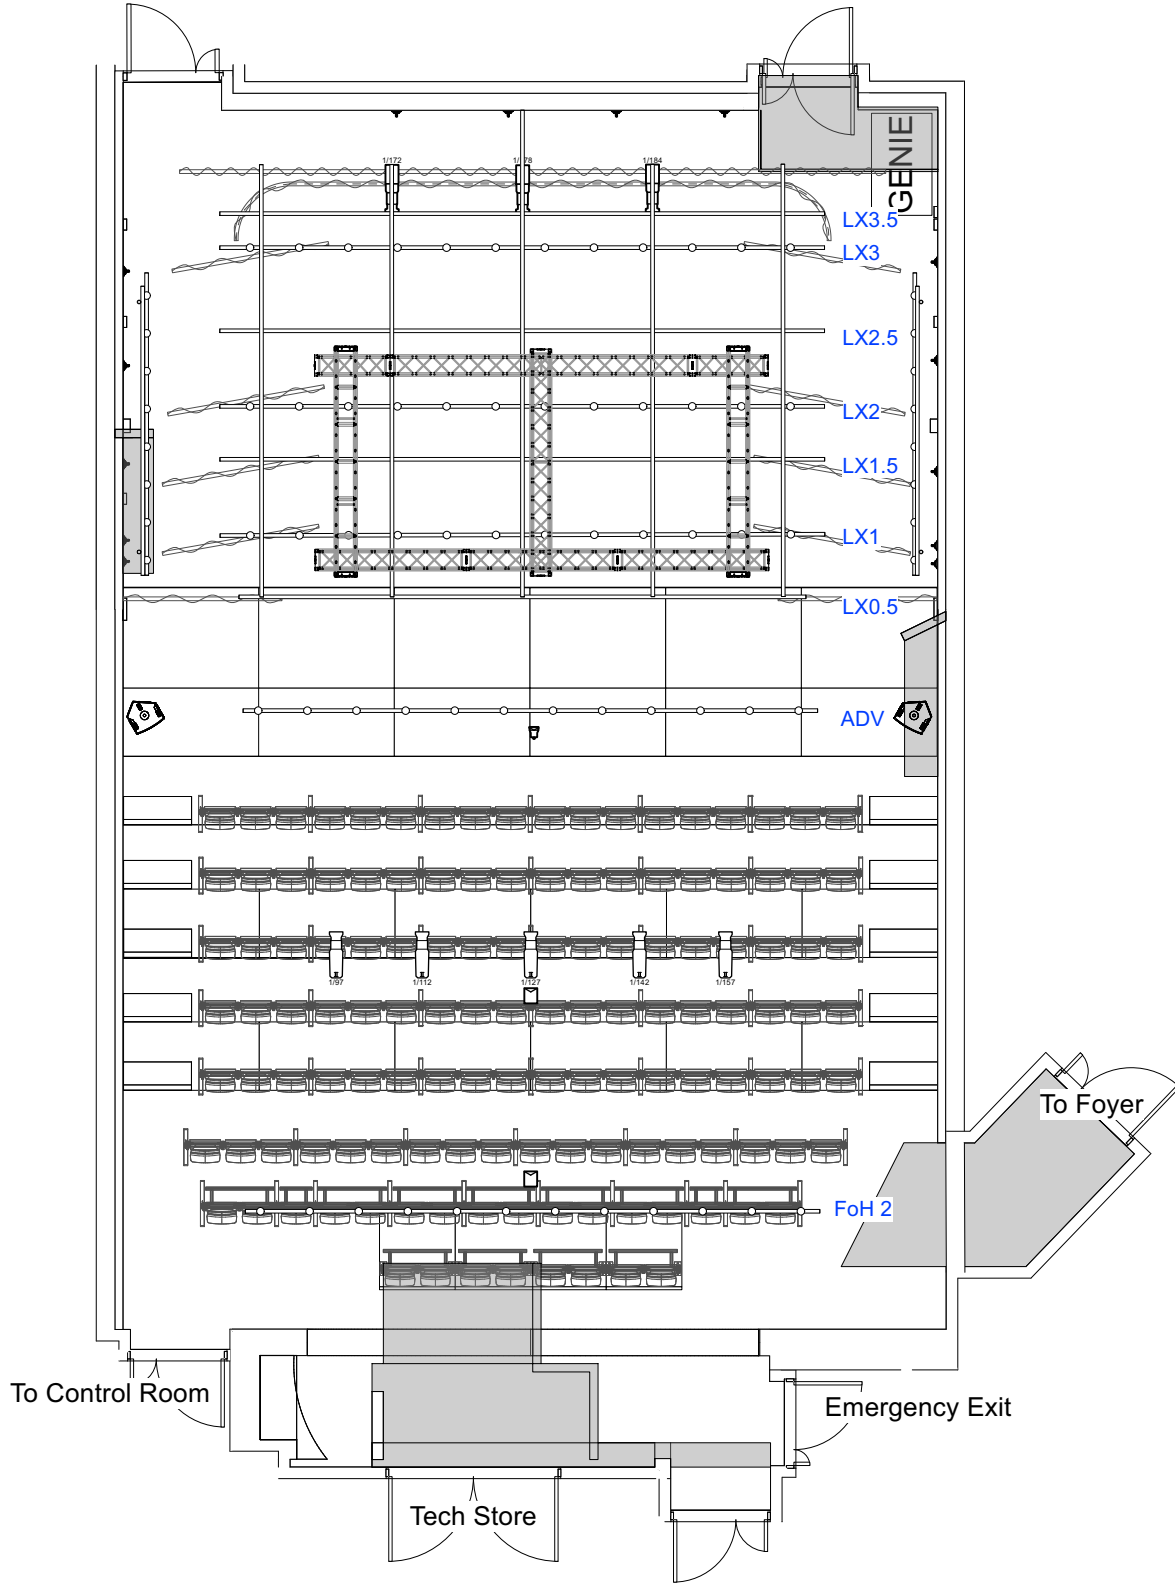 GENIE
1/172
1/178
1/184
LX3.5
LX3
LX2.5
LX2
LX1.5
LX1
LX0.5
ADV
1/97
1/112
1/127
1/142
1/157
To Foyer
FoH 2
To Control Room
Emergency Exit
Tech Store